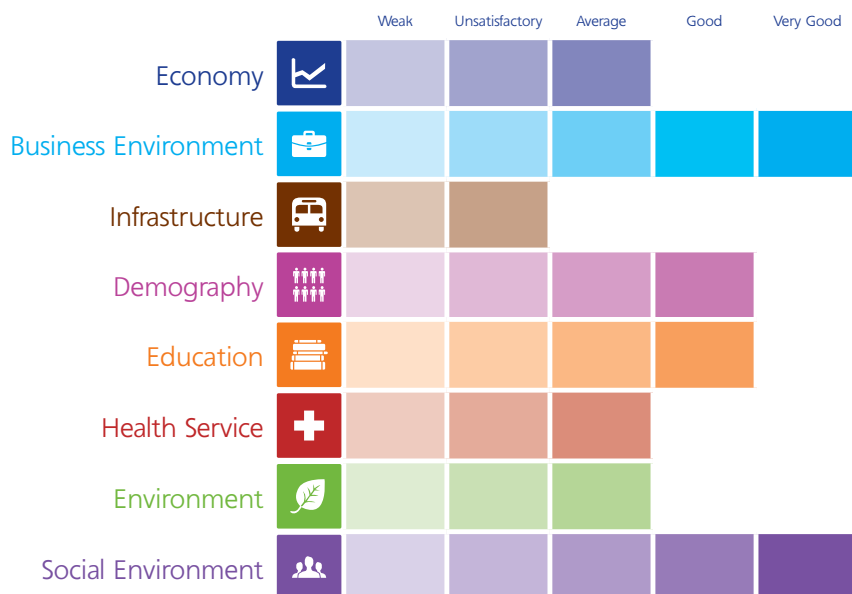 Weak Unsatisfactory Average Good Very Good
Economy
Business Environment
Infrastructure
Demography
Education
Health Service
Environment
Social Environment